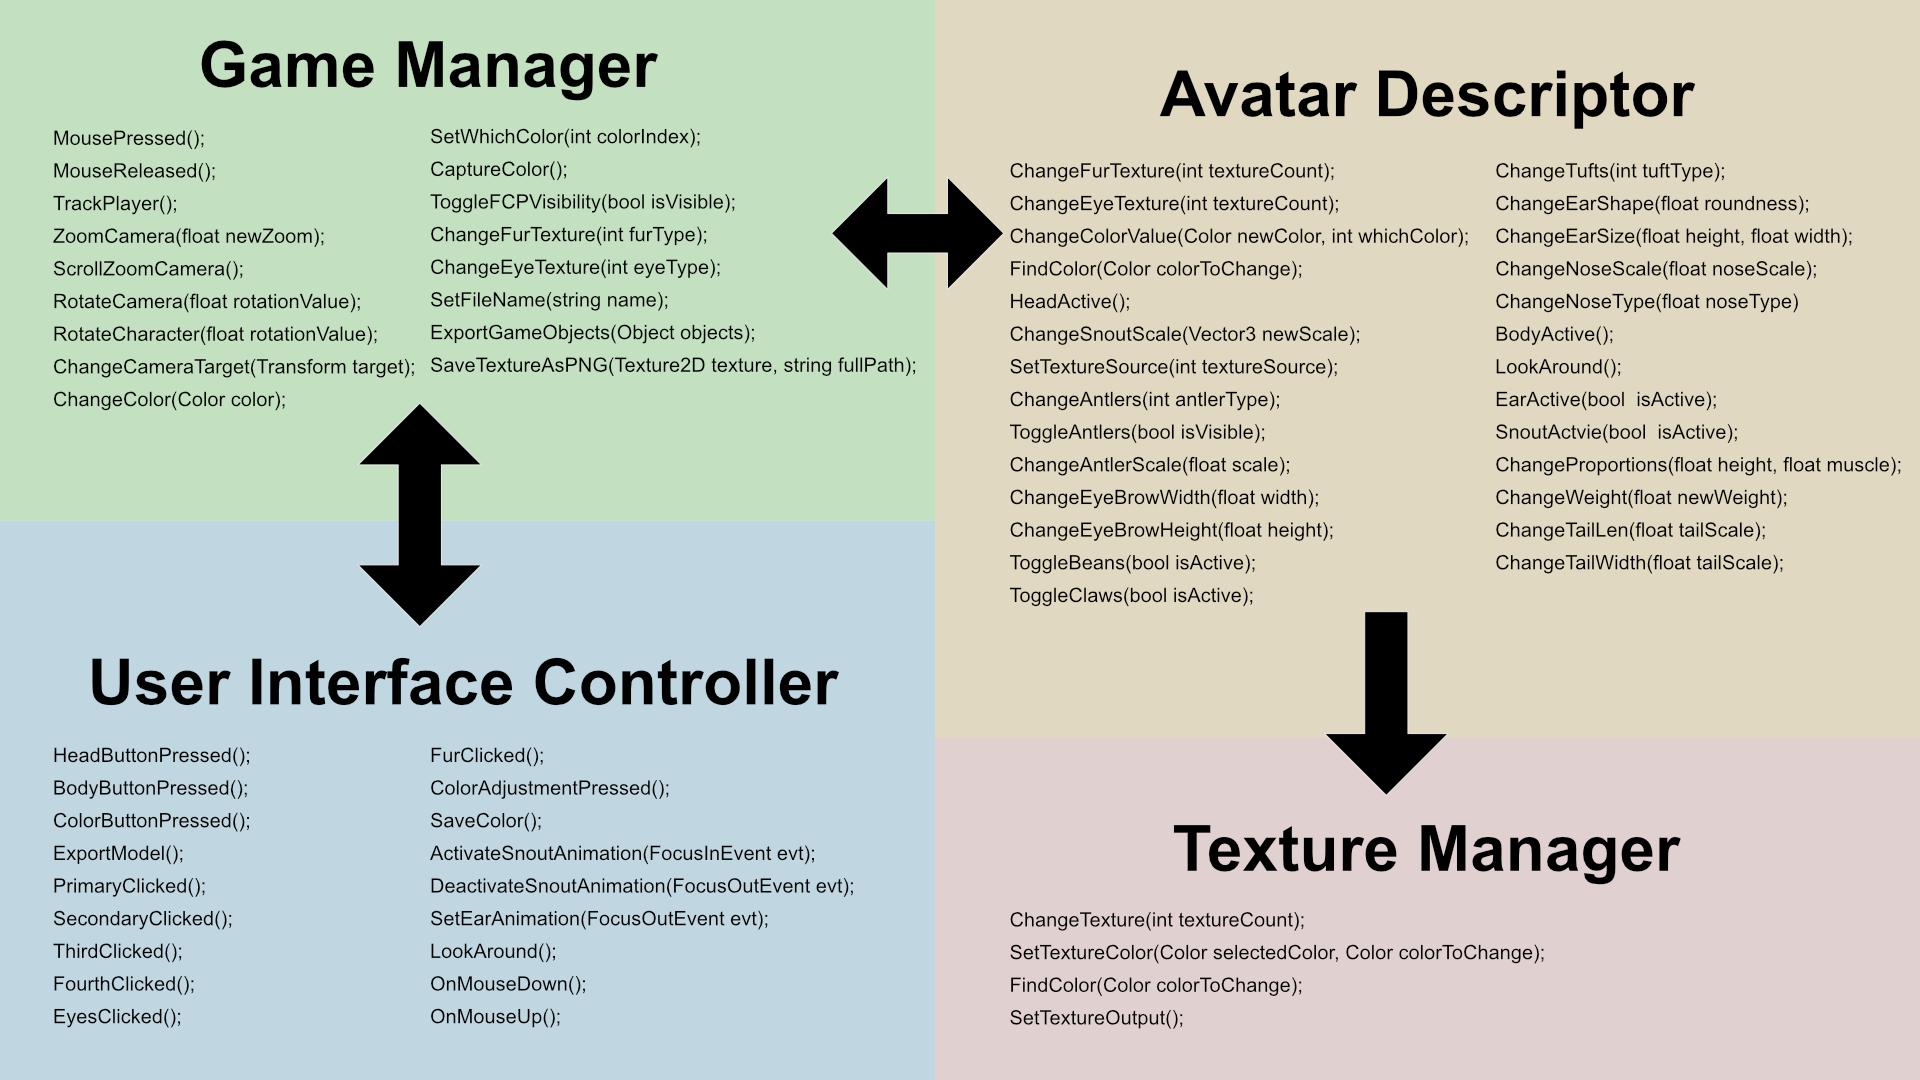 Game Manager
MousePressed();
MouseReleased();
TrackPlayer();
ZoomCamera(float newZoom);
ScrollZoomCamera();
RotateCamera(float rotationValue);
RotateCharacter(float rotationValue);
ChangeCameraTarget(Transform target);
ChangeColor(Color color);
SetWhichColor(int colorIndex);
CaptureColor();
ToggleFCPVisibility(bool isVisible);
ChangeFurTexture(int furType);
ChangeEyeTexture(int eyeType);
SetFileName(string name);
ExportGameObjects(Object objects);
SaveTextureAsPNG(Texture2D texture, string fullPath);
Avatar Descriptor
ChangeFurTexture(int textureCount);
ChangeEyeTexture(int textureCount);
ChangeColorValue(Color newColor, int whichColor);
FindColor(Color colorToChange);
HeadActive();
ChangeSnoutScale(Vector3 newScale);
SetTextureSource(int textureSource);
ChangeAntlers(int antlerType);
ToggleAntlers(bool isVisible);
ChangeAntlerScale(float scale);
ChangeEyeBrowWidth(float width);
ChangeEyeBrowHeight(float height);
ToggleBeans(bool isActive);
ToggleClaws(bool isActive);
ChangeTufts(int tuftType);
ChangeEarShape(float roundness);
ChangeEarSize(float height, float width);
ChangeNoseScale(float noseScale);
ChangeNoseType(float noseType)
BodyActive();
LookAround();
EarActive(bool  isActive);
SnoutActvie(bool  isActive);
ChangeProportions(float height, float muscle);
ChangeWeight(float newWeight);
ChangeTailLen(float tailScale);
ChangeTailWidth(float tailScale);
User Interface Controller
HeadButtonPressed();
BodyButtonPressed();
ColorButtonPressed();
ExportModel();
PrimaryClicked();
SecondaryClicked();
ThirdClicked();
FourthClicked();
EyesClicked();
FurClicked();
ColorAdjustmentPressed();
SaveColor();
ActivateSnoutAnimation(FocusInEvent evt);
DeactivateSnoutAnimation(FocusOutEvent evt);
SetEarAnimation(FocusOutEvent evt);
LookAround();
OnMouseDown();
OnMouseUp();
Texture Manager
ChangeTexture(int textureCount);
SetTextureColor(Color selectedColor, Color colorToChange);
FindColor(Color colorToChange);
SetTextureOutput();